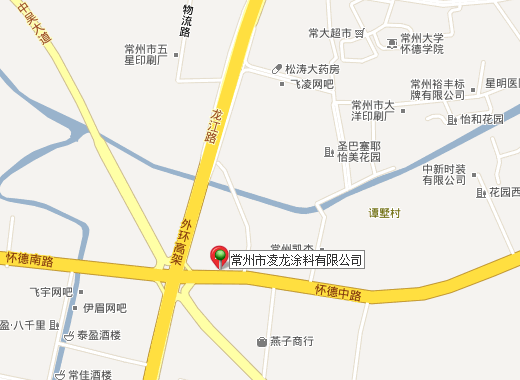 中吴大道
物流路
常州市五
星印刷厂
常大超市
常州大学
怀德学院
松涛大药房
飞凌网吧
常州裕丰标
牌有限公司
星明医
常州市大
洋印刷厂
怡和花园
龙江路
圣巴塞耶
怡美花园
中新时装
有限公司
花园西
谭墅村
外环高架
常州凯杰
常州市凌龙涂料有限公司
怀德南路
怀德中路
飞宇网吧
伊眉网吧
盈·八千里
泰盈酒楼
燕子商行
常佳酒楼